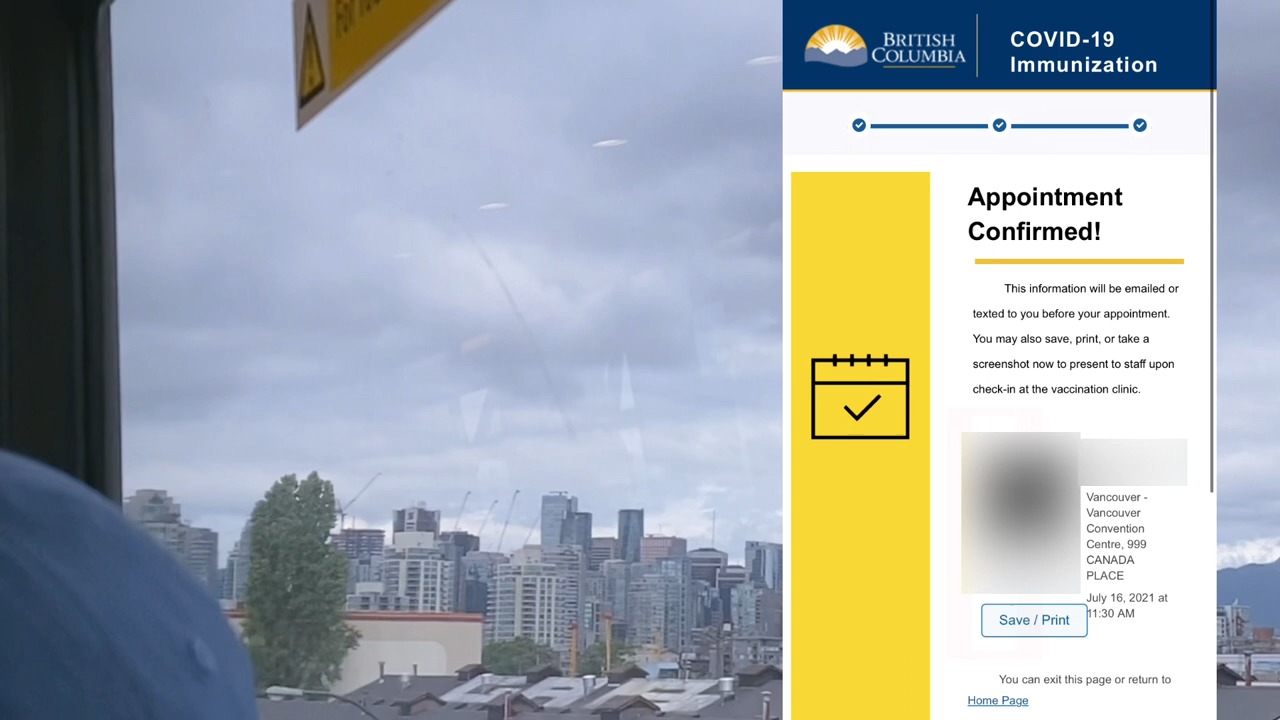 For
BRITISH
COLUMBIA
COVID-19
Immunization
Appointment
Confirmed!
This information will be emailed or
texted to you before your appointment.
You may also save, print, or take a
screenshot now to present to staff upon
check-in at the vaccination clinic.
Vancouver -
Vancouver
Convention
Centre, 999
CANADA
PLACE
July 16, 2021 at
11:30 AM
Save / Print
You can exit this page or return to
Home Page